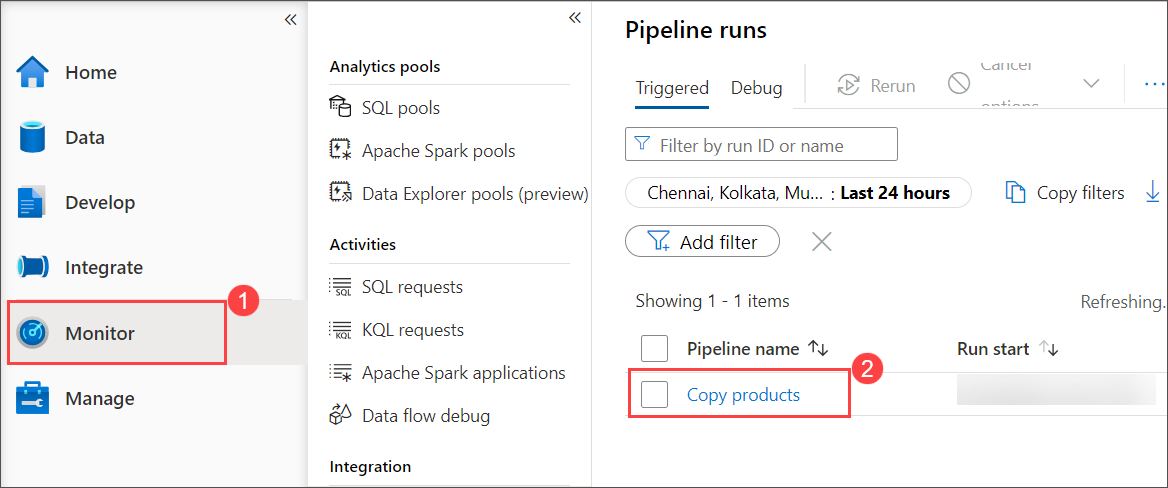 Home
Data
Develop
Integrate
1
Monitor
Manage
Analytics pools
SQL pools
Apache Spark pools
Data Explorer pools (preview)
Activities
SQL
SQL requests
KQL
KQL requests
Apache Spark applications
Data flow debug
Integration
Pipeline runs
Triggered Debug Rerun Cancel options ...
Filter by run ID or name
Chennai, Kolkata, Mu... : Last 24 hours Copy filters
Add filter
Showing 1 - 1 items Refreshing.
Pipeline name Run start
2
Copy products